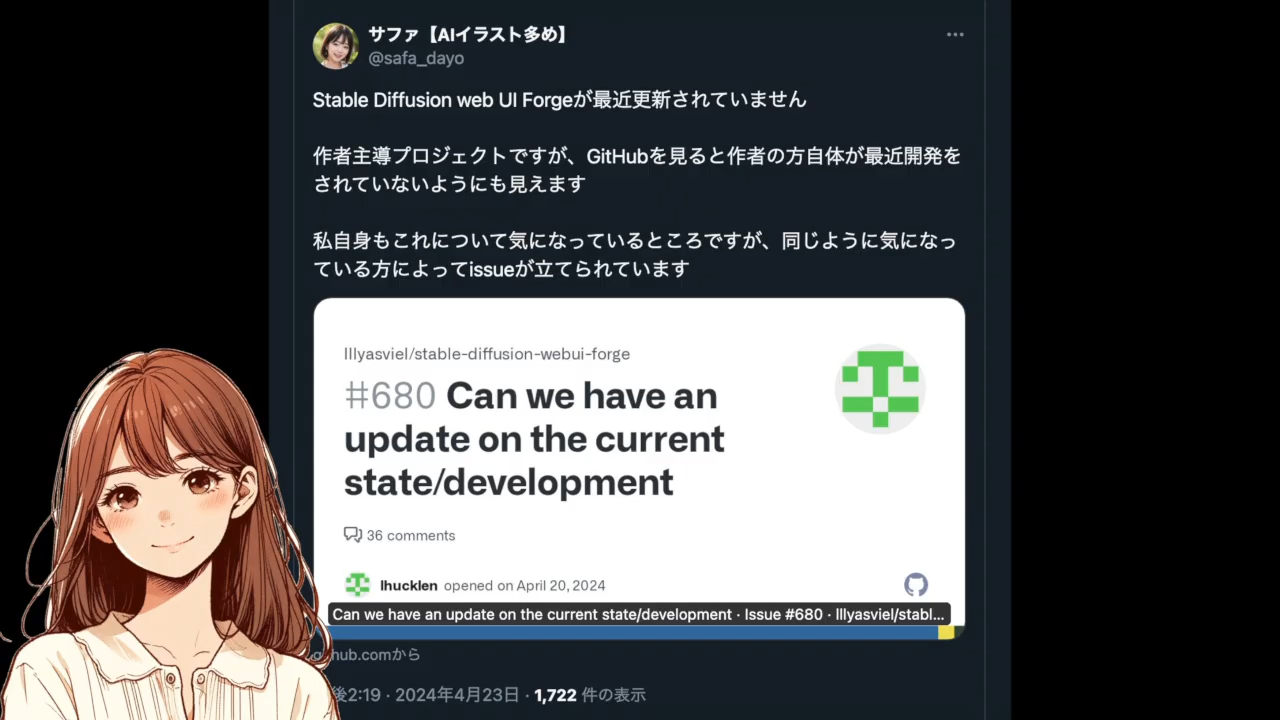 サファ【AIイラスト多め】
@safa_dayo
Stable Diffusion web UI Forgeが最近更新されていません
作者主導プロジェクトですが、GitHubを見ると作者の方自体が最近開発を
されていないようにも見えます
私自身もこれについて気になっているところですが、同じように気になっ
ている方によってissueが立てられています
lllyasviel/stable-diffusion-webui-forge
#680 Can we have an
update on the current
state/development
36 comments
lhucklen opened on April 20, 2024
Can we have an update on the current state/development · Issue #680 · lllyasviel/stabl...
hub.comから
後2:19 · 2024年4月23日 · 1,722 件の表示